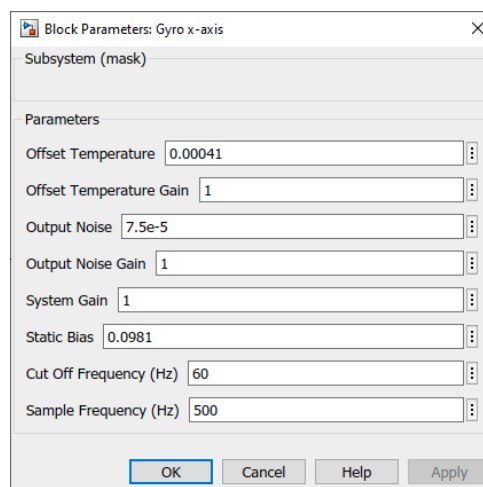 Block Parameters: Gyro x-axis
Subsystem (mask)
Parameters
Offset Temperature 0.00041
Offset Temperature Gain 1
Output Noise 7.5e-5
Output Noise Gain 1
System Gain 1
Static Bias 0.0981
Cut Off Frequency (Hz) 60
Sample Frequency (Hz) 500
OK Cancel Help Apply